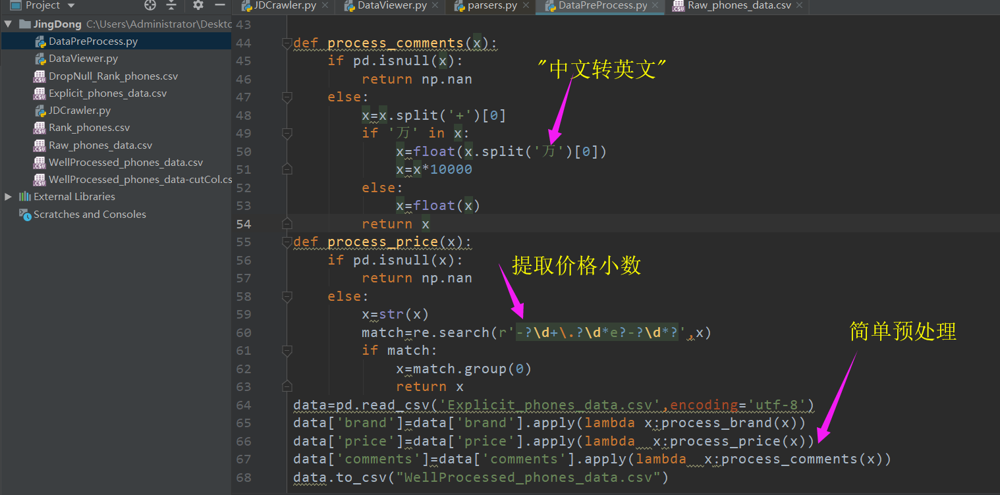 Project
JDCrawler.py
DataViewer.py
parsers.py
DataPreProcess.py
Raw_phones_data.csv
JingDong C:\Users\Administrator\Deskto
DataPreProcess.py
DataViewer.py
DropNull_Rank_phones.csv
Explicit_phones_data.csv
JDCrawler.py
Rank_phones.csv
Raw_phones_data.csv
WellProcessed_phones_data.csv
WellProcessed_phones_data-cutCol.cs
External Libraries
Scratches and Consoles
43
44 def process_comments(x):
45 if pd.isnull(x):
46 return np.nan
47 else:
48 x=x.split('+')[0]
49 if '万' in x:
50 x=float(x.split('万')[0])
51 x=x*10000
52 else:
53 x=float(x)
54 return x
55 def process_price(x):
56 if pd.isnull(x):
57 return np.nan
58 else:
59 x=str(x)
60 match=re.search(r'-?\d+\.?\d*e?-?\d*?',x)
61 if match:
62 x=match.group(0)
63 return x
64 data=pd.read_csv('Explicit_phones_data.csv',encoding='utf-8')
65 data['brand']=data['brand'].apply(lambda x:process_brand(x))
66 data['price']=data['price'].apply(lambda  x:process_price(x))
67 data['comments']=data['comments'].apply(lambda  x:process_comments(x))
68 data.to_csv("WellProcessed_phones_data.csv")
"中文转英文"
提取价格小数
简单预处理